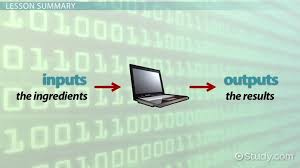 LESSON SUMMARY
inputs
the ingredients
outputs
the results
Study.com